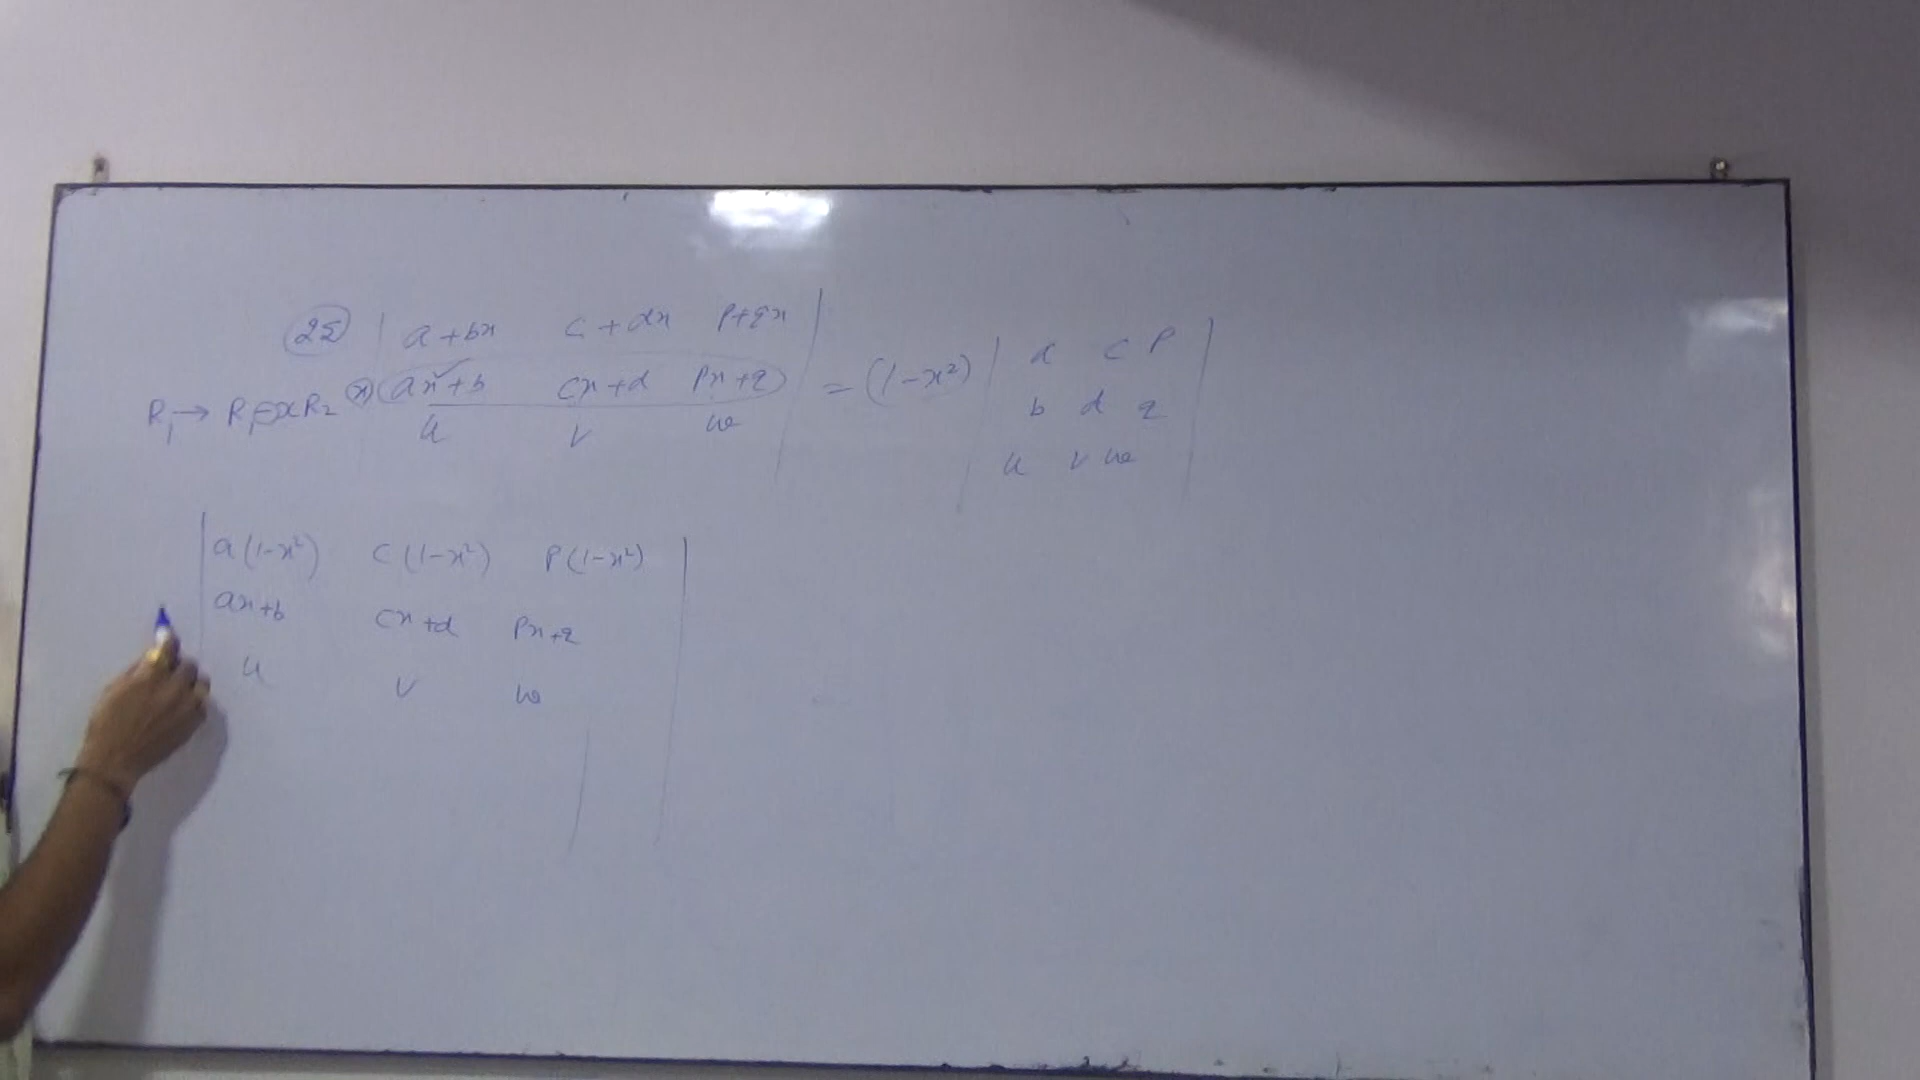 25 | a+bx c+dx p+qx |
R₁→ R₁-xR₂ (x) ax+b cx+d px+q = (1-x²) | a c p |
u v w
b d q
u v w
| a(1-x²) c(1-x²) p(1-x²) |
ax+b cx+d px+q
u v w